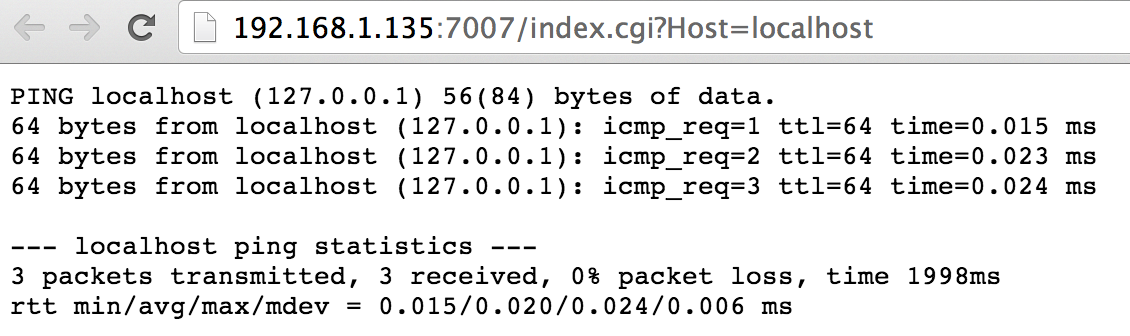 192.168.1.135:7007/index.cgi?Host=localhost
PING localhost (127.0.0.1) 56(84) bytes of data.
64 bytes from localhost (127.0.0.1): icmp_req=1 ttl=64 time=0.015 ms
64 bytes from localhost (127.0.0.1): icmp_req=2 ttl=64 time=0.023 ms
64 bytes from localhost (127.0.0.1): icmp_req=3 ttl=64 time=0.024 ms
--- localhost ping statistics ---
3 packets transmitted, 3 received, 0% packet loss, time 1998ms
rtt min/avg/max/mdev = 0.015/0.020/0.024/0.006 ms